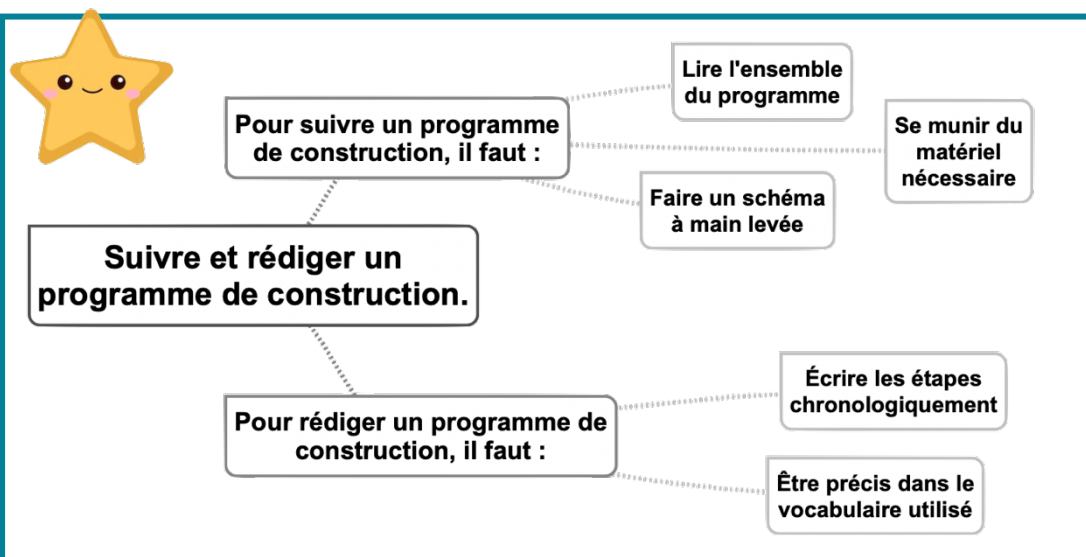 Lire l'ensemble
du programme
Pour suivre un programme
de construction, il faut :
Se munir du
matériel
nécessaire
Faire un schéma
à main levée
Suivre et rédiger un
programme de construction.
Écrire les étapes
chronologiquement
Pour rédiger un programme de
construction, il faut :
Être précis dans le
vocabulaire utilisé